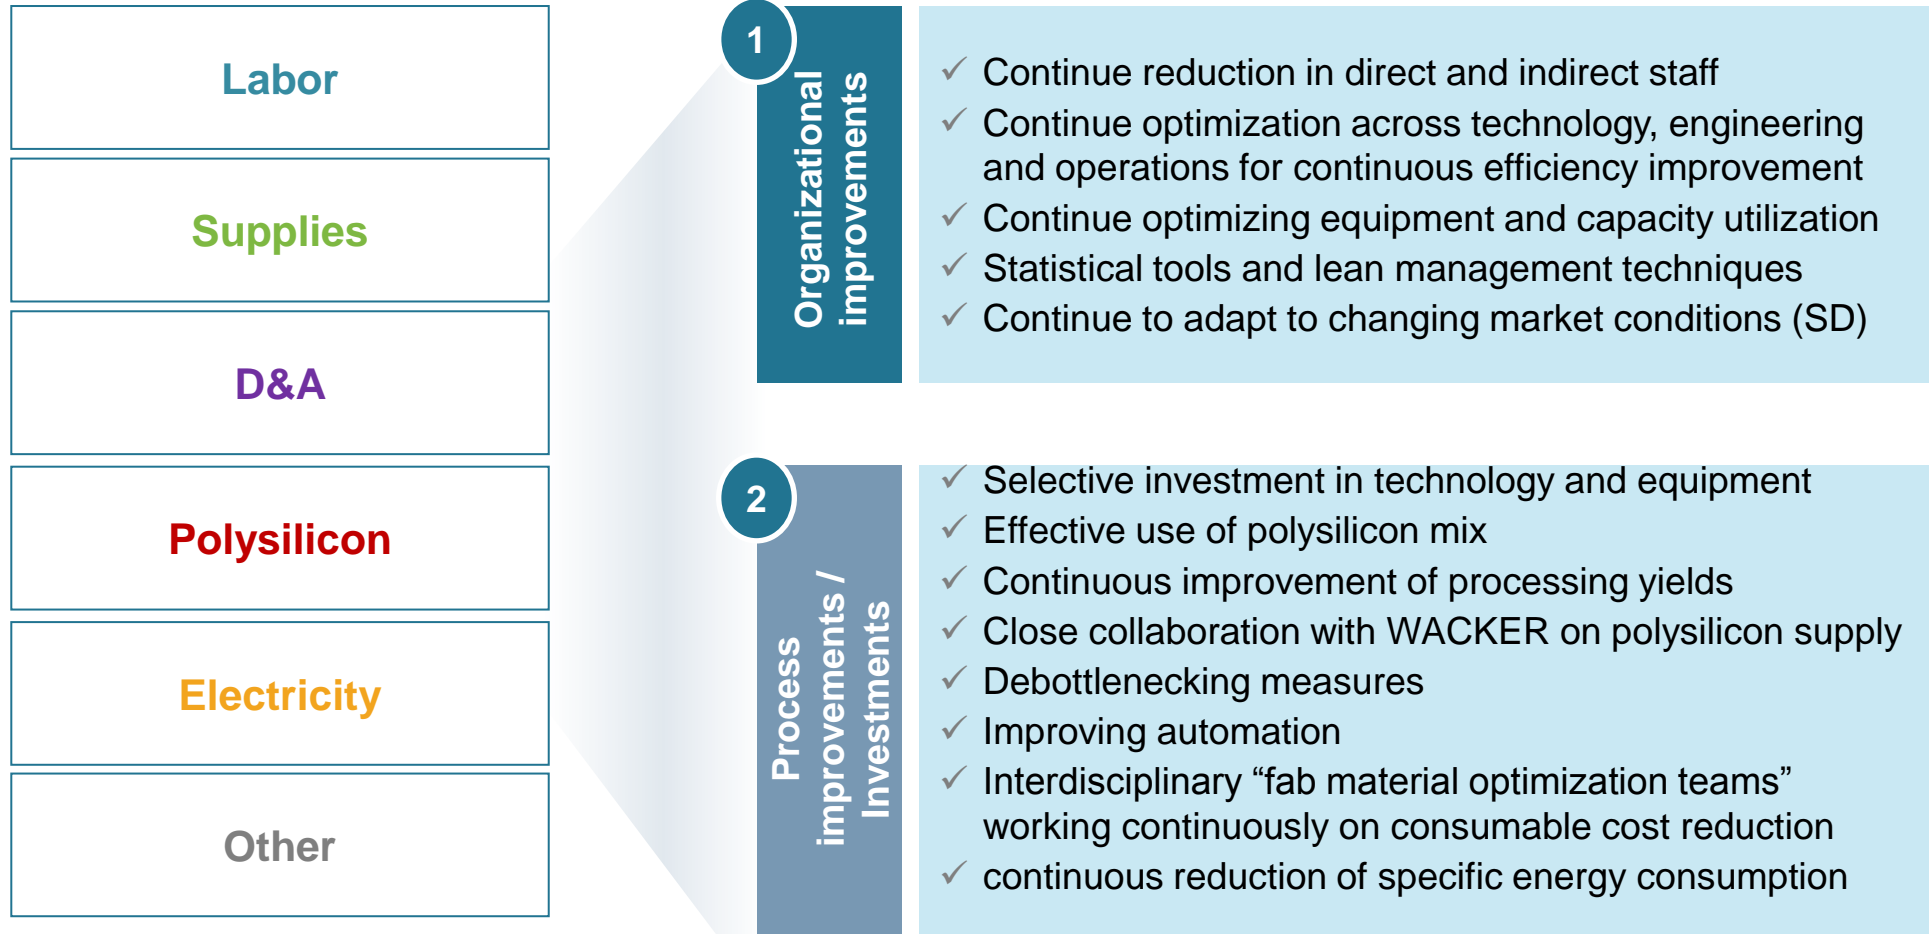 Labor
Supplies
D&A
Polysilicon
Electricity
Other
1
Organizational
improvements
✓ Continue reduction in direct and indirect staff
✓ Continue optimization across technology, engineering
and operations for continuous efficiency improvement
✓ Continue optimizing equipment and capacity utilization
✓ Statistical tools and lean management techniques
✓ Continue to adapt to changing market conditions (SD)
2
Process
improvements /
Investments
✓ Selective investment in technology and equipment
✓ Effective use of polysilicon mix
✓ Continuous improvement of processing yields
✓ Close collaboration with WACKER on polysilicon supply
✓ Debottlenecking measures
✓ Improving automation
✓ Interdisciplinary “fab material optimization teams”
working continuously on consumable cost reduction
✓ continuous reduction of specific energy consumption